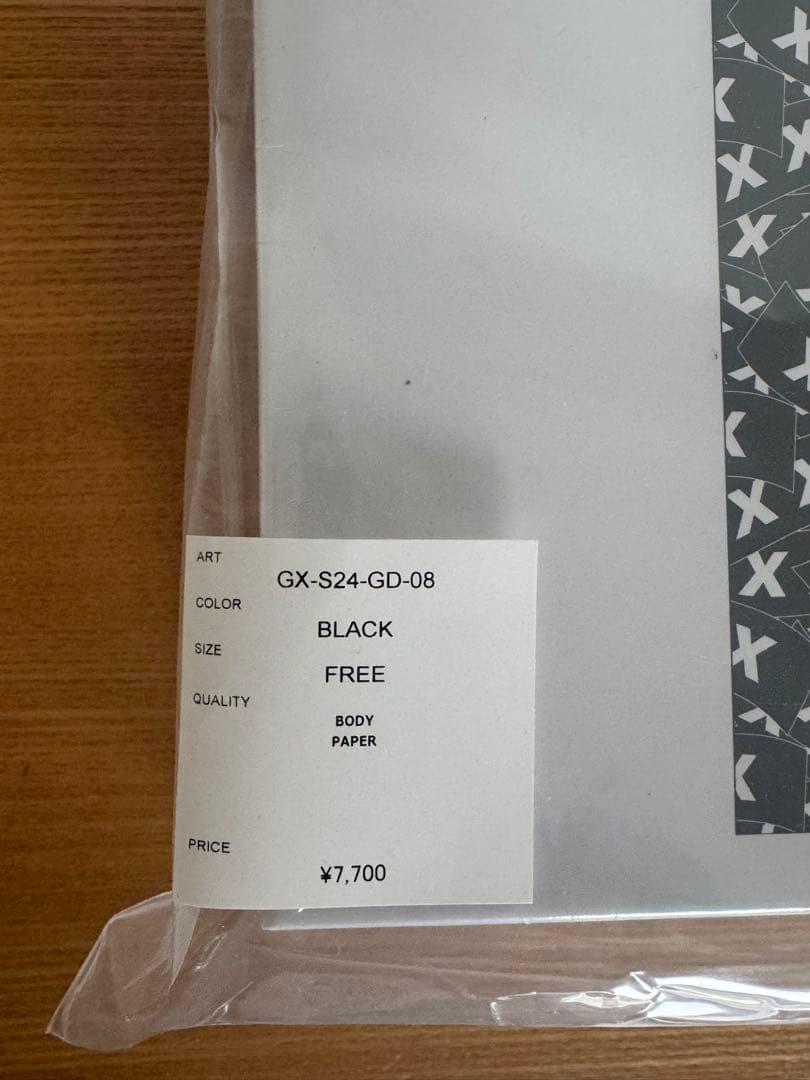 ART
GX-S24-GD-08
COLOR
BLACK
SIZE
FREE
QUALITY
BODY
PAPER
PRICE
¥7,700
X
X
X
X
X
X
X
X